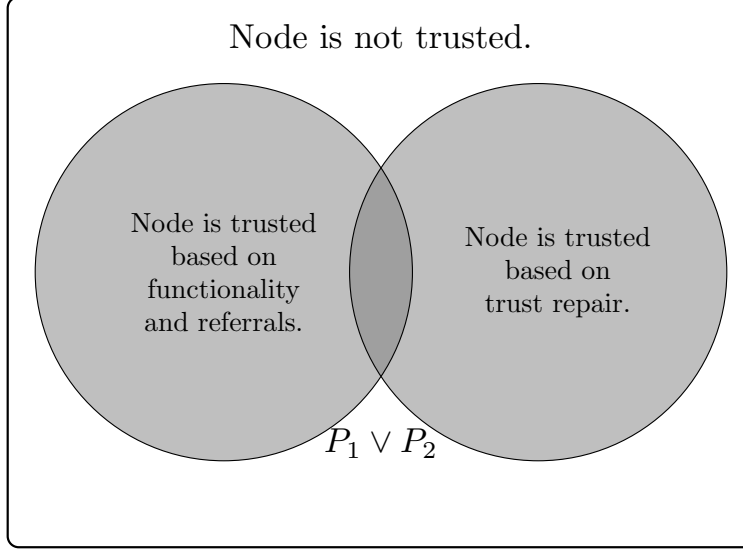 Node is not trusted.
Node is trusted
based on
functionality
and referrals.
Node is trusted
based on
trust repair.
P₁ ∨ P₂